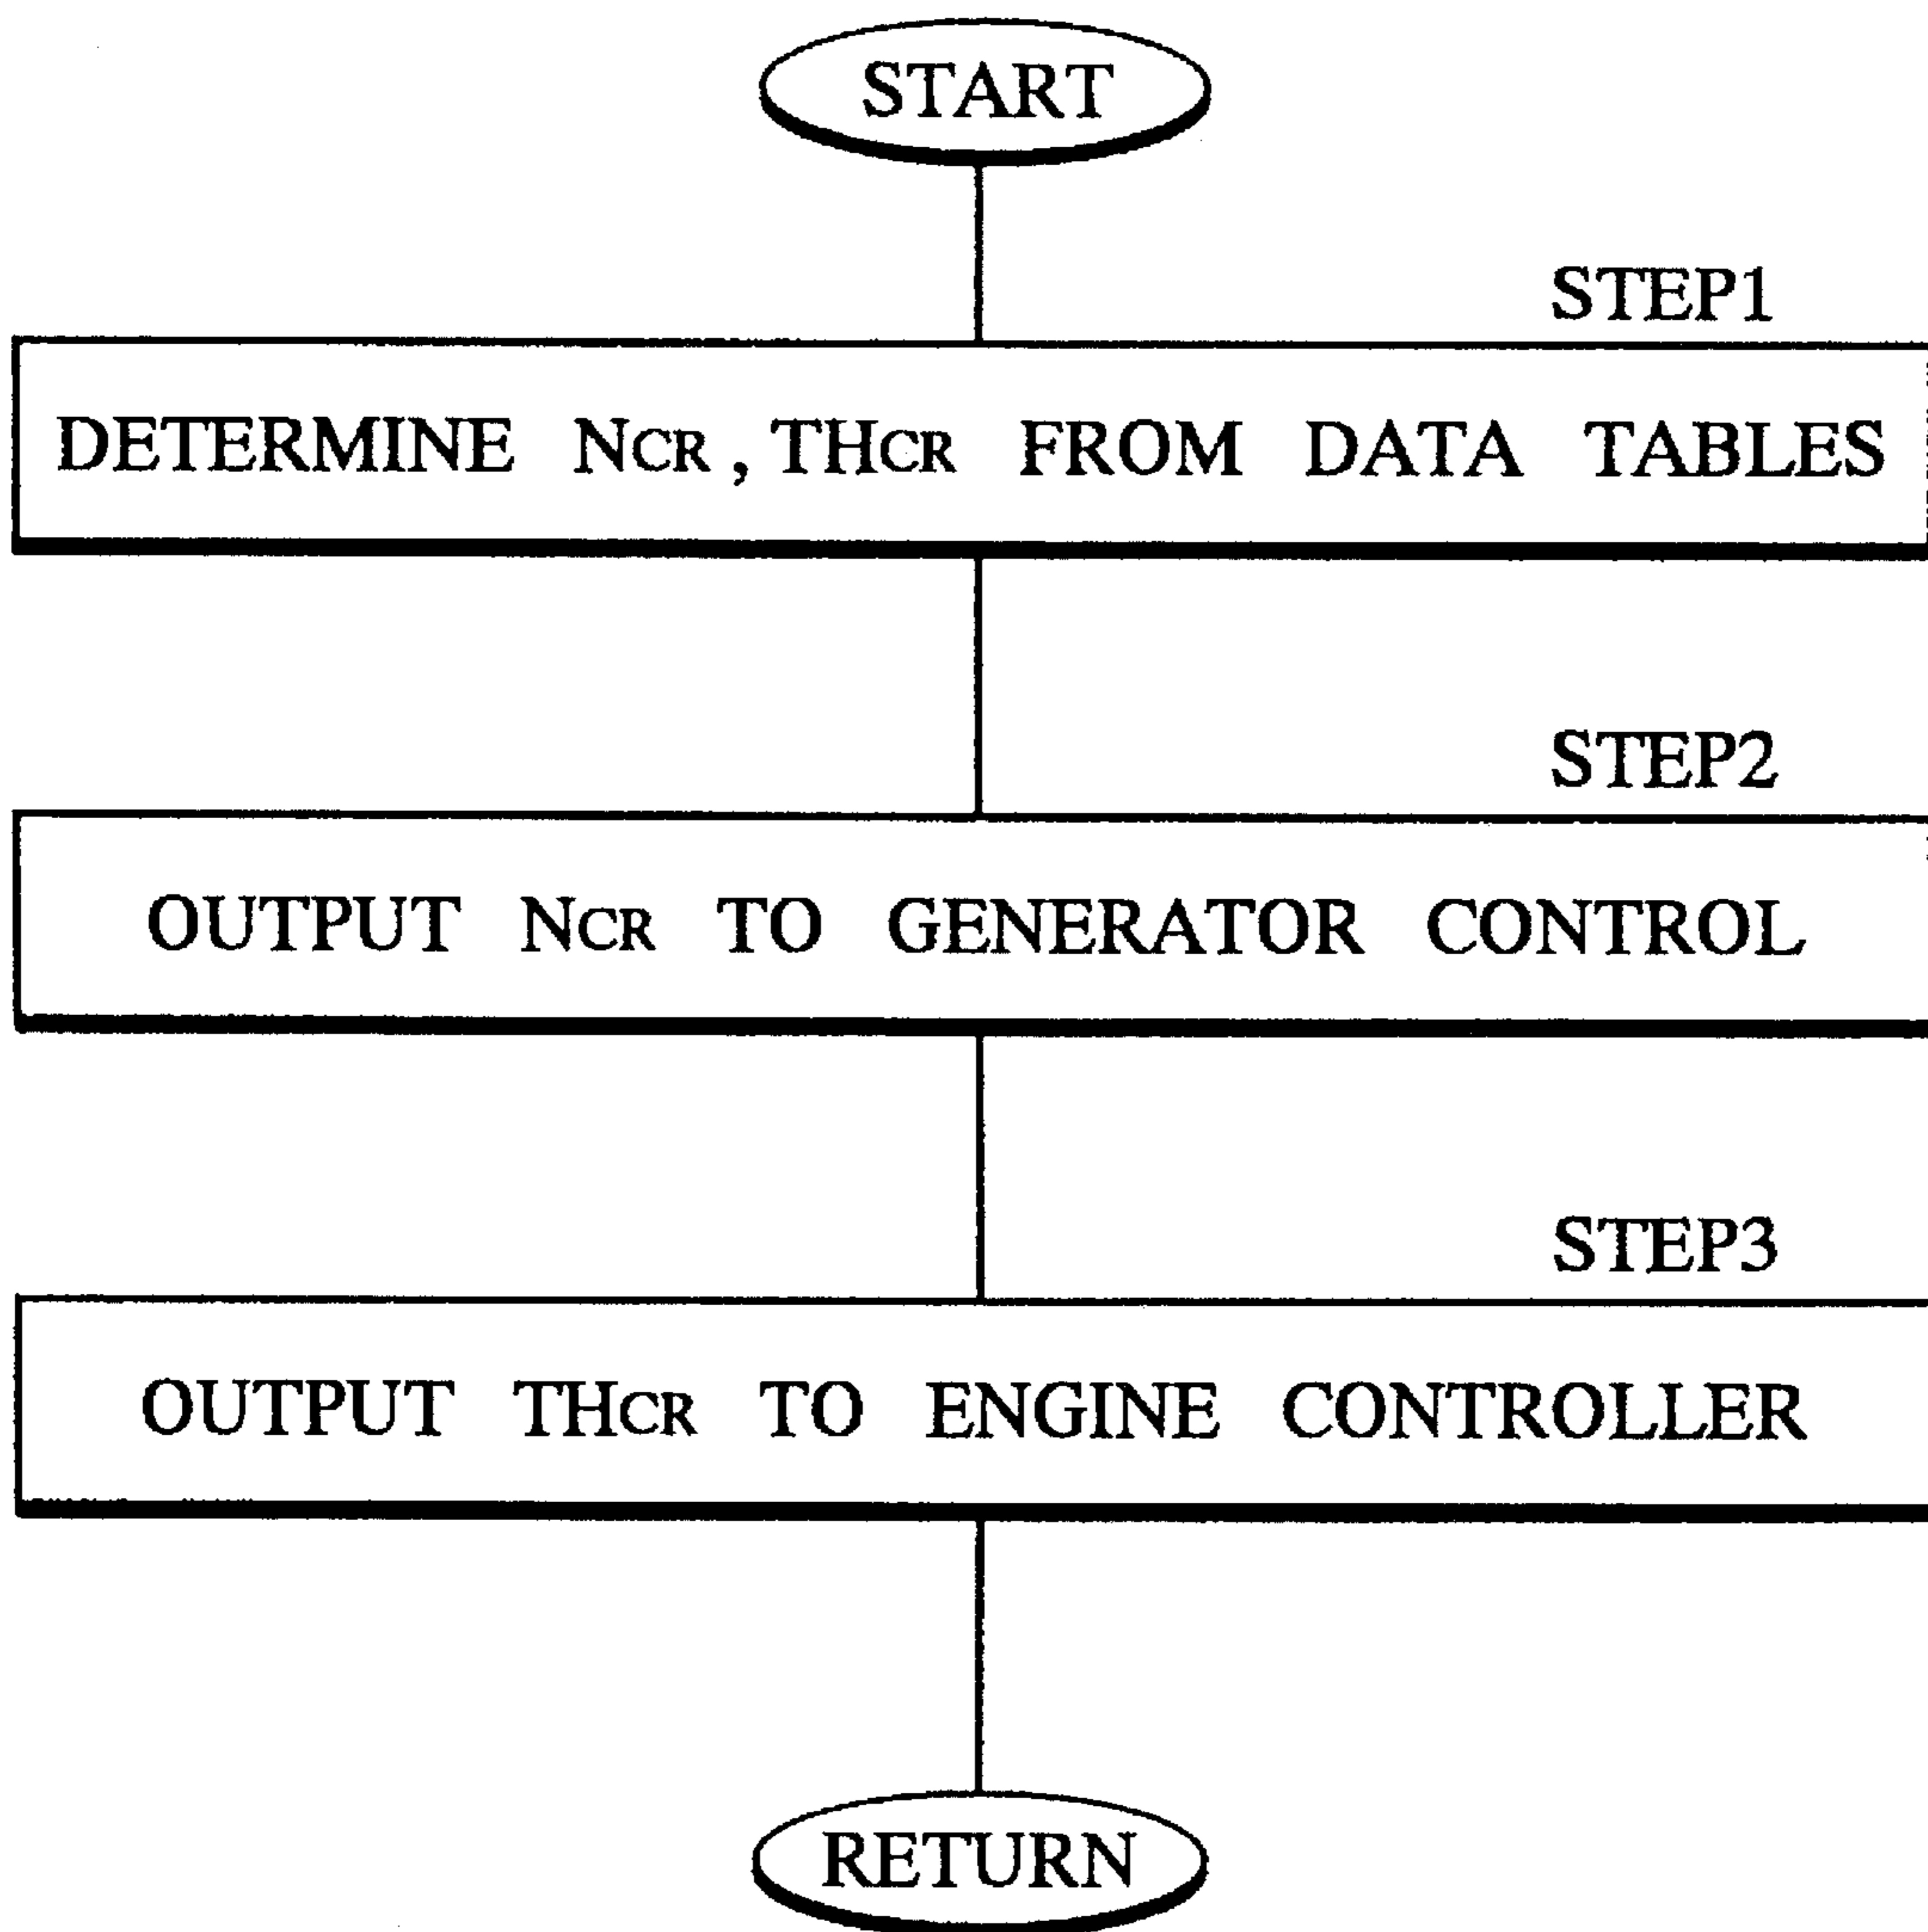 START
STEP1
DETERMINE NCR, THCR FROM DATA TABLES
STEP2
OUTPUT NCR TO GENERATOR CONTROL
STEP3
OUTPUT THCR TO ENGINE CONTROLLER
RETURN